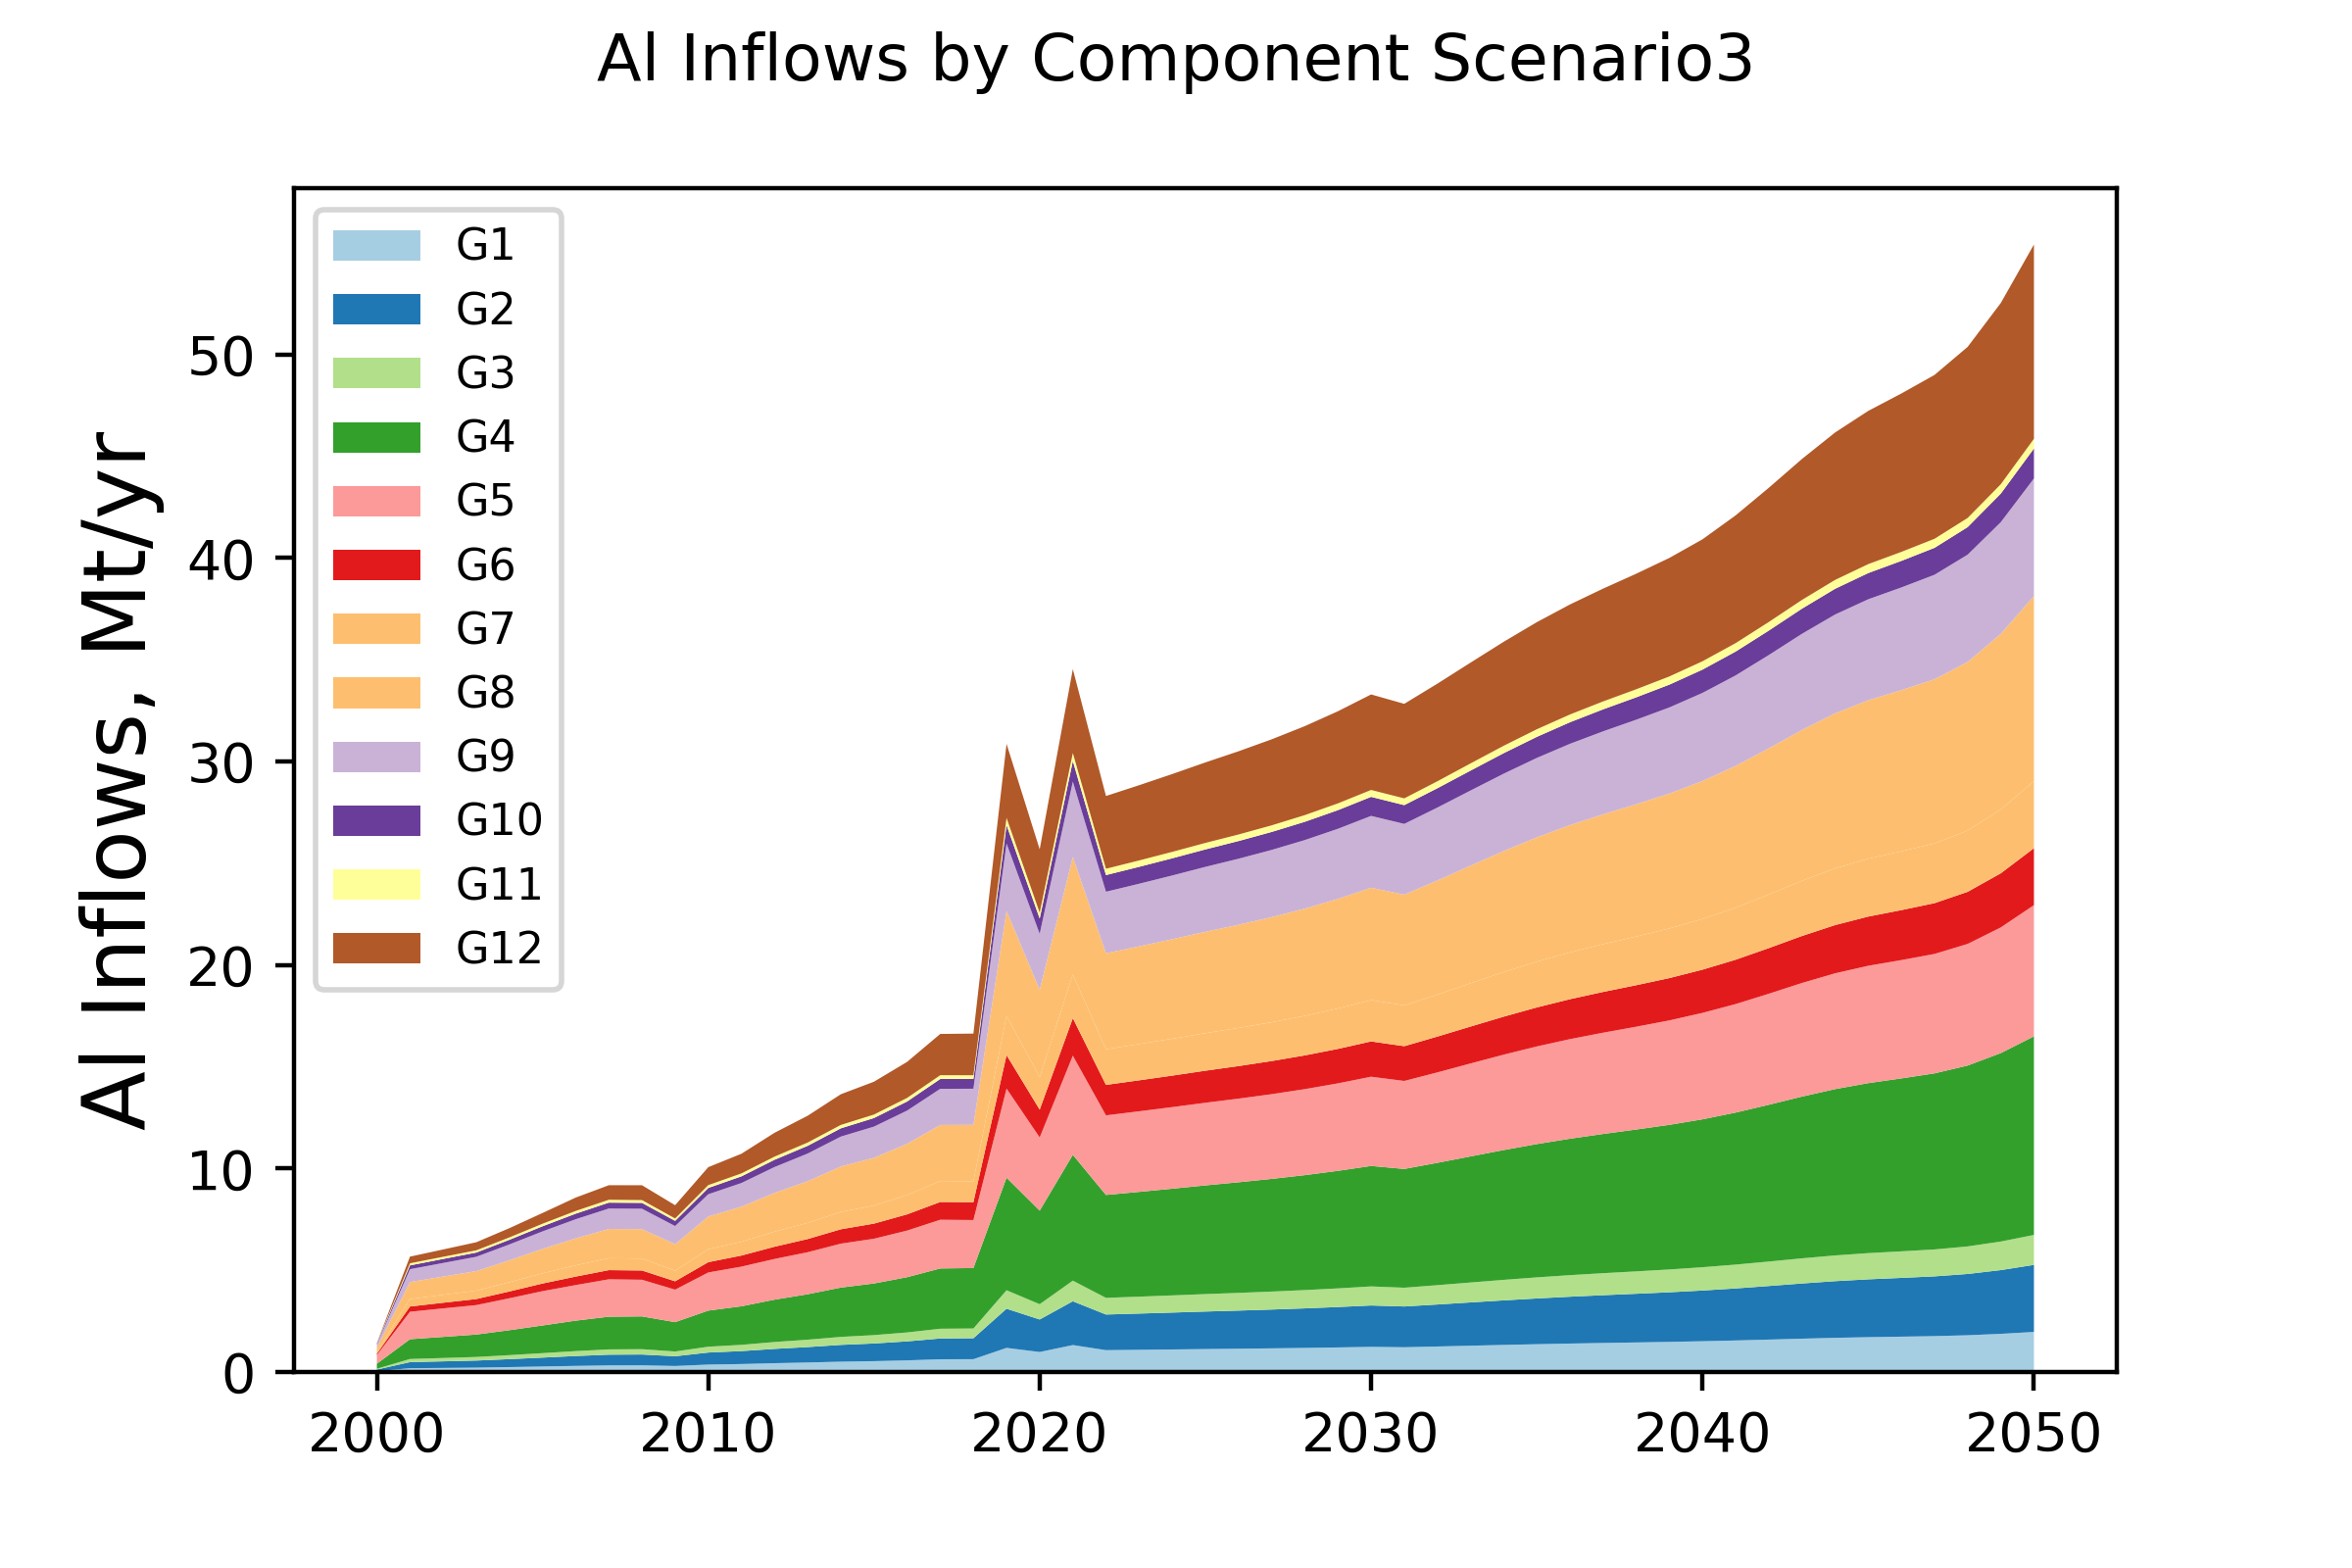 Al Inflows by Component Scenario3
Al Inflows, Mt/yr
50
40
30
20
10
0
G1
G2
G3
G4
G5
G6
G7
G8
G9
G10
G11
G12
2000 2010 2020 2030 2040 2050